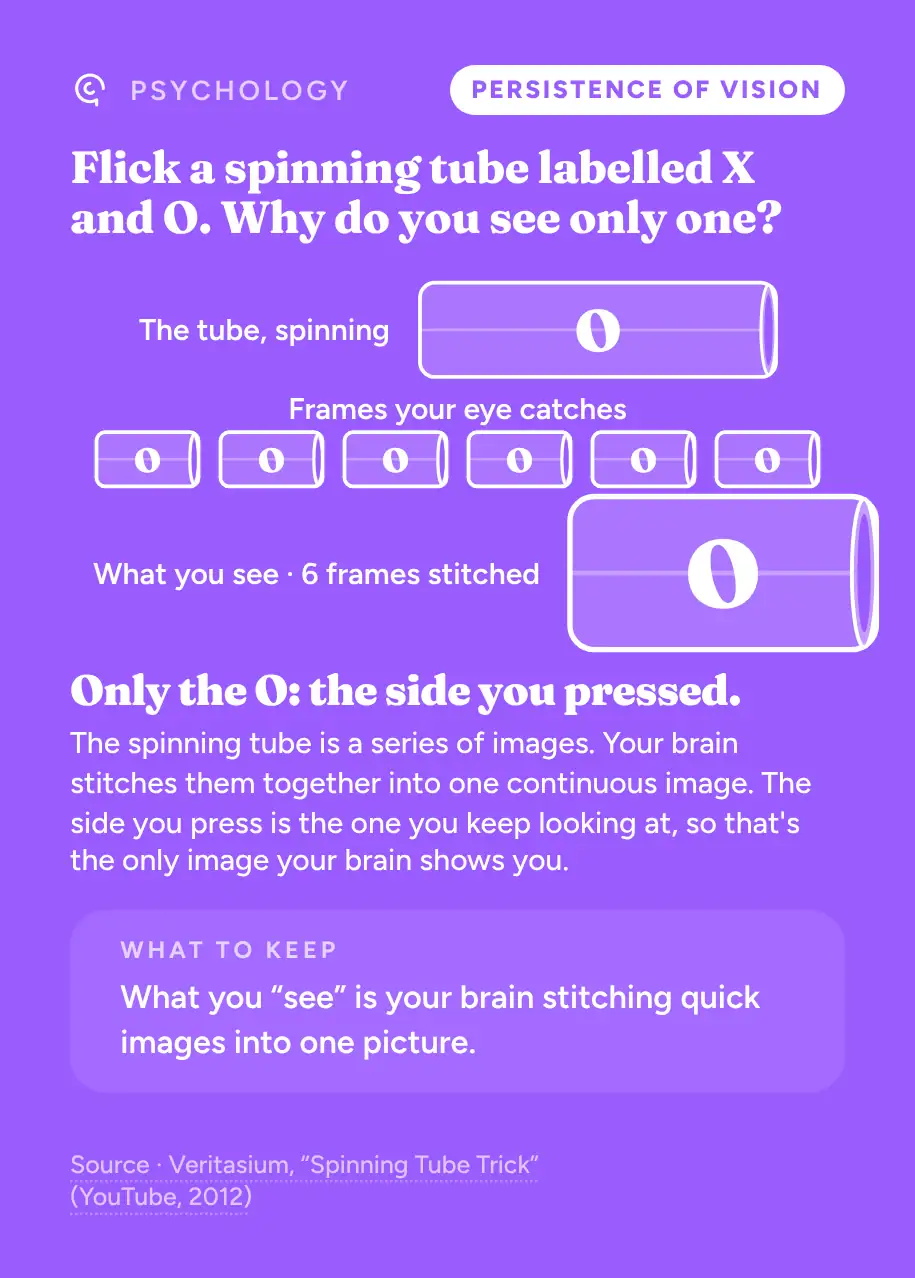 PSYCHOLOGY
PERSISTENCE OF VISION
Flick a spinning tube labelled X
and O. Why do you see only one?
The tube, spinning
O
Frames your eye catches
O O O O O O
What you see · 6 frames stitched
O
Only the O: the side you pressed.
The spinning tube is a series of images. Your brain
stitches them together into one continuous image. The
side you press is the one you keep looking at, so that's
the only image your brain shows you.
WHAT TO KEEP
What you “see” is your brain stitching quick
images into one picture.
Source · Veritasium, “Spinning Tube Trick”
(YouTube, 2012)